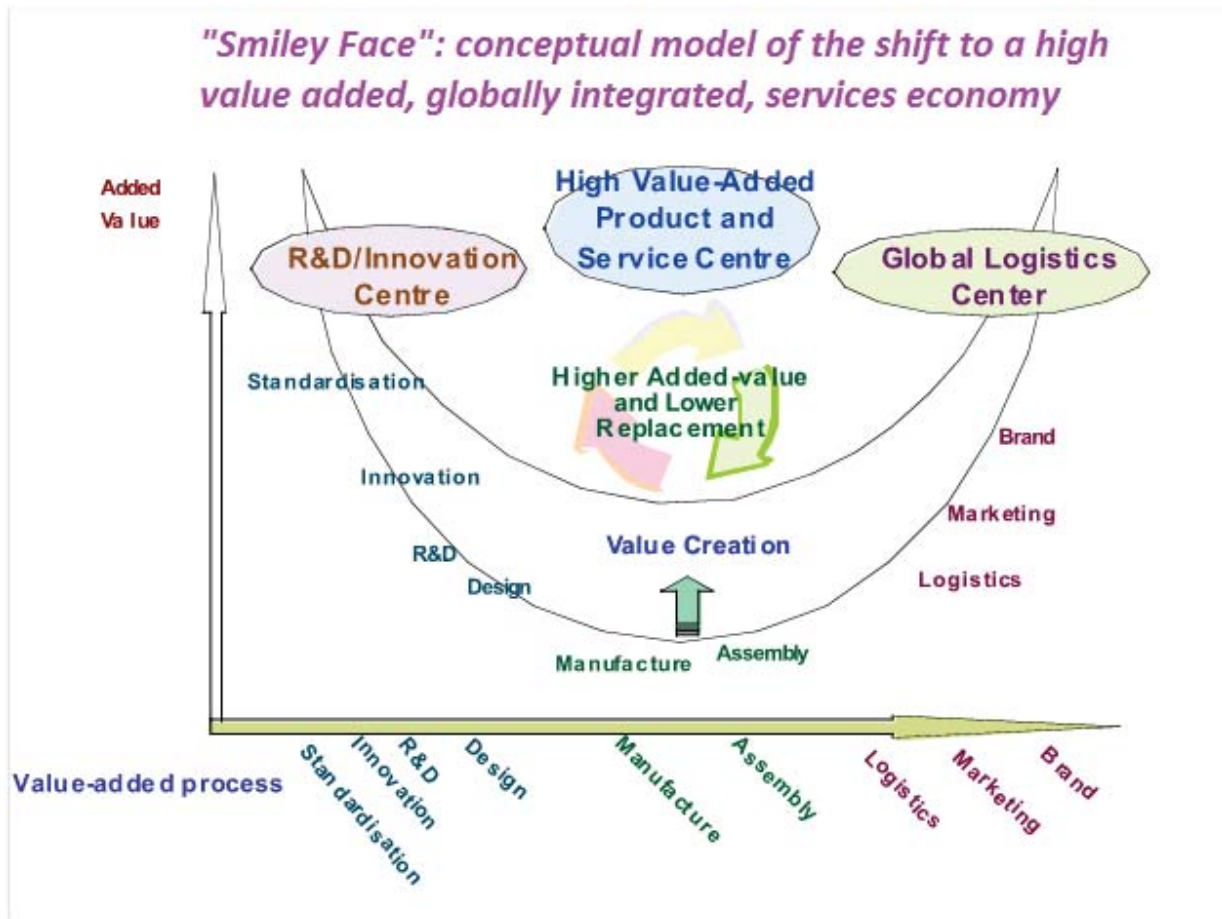 "Smiley Face": conceptual model of the shift to a high
value added, globally integrated, services economy
Added
Value
High Value-Added
Product and
Service Centre
R&D/Innovation
Centre
Global Logistics
Center
Standardisation
Higher Added-value
and Lower
Replacement
Brand
Innovation
Marketing
Value Creation
R&D
Design
Logistics
Manufacture
Assembly
Value-added process
Standardisation
Innovation
R&D
Design
Manufacture
Assembly
Logistics
Marketing
Brand